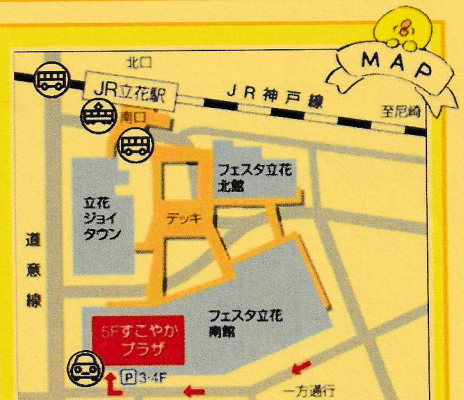 MAP
北口
JR立花駅
JR神戸線
至尼崎
南口
フェスタ立花
北館
立花
ジョイ
タウン
デッキ
道意線
フェスタ立花
南館
5Fすこやか
プラザ
P 3・4F
一方通行